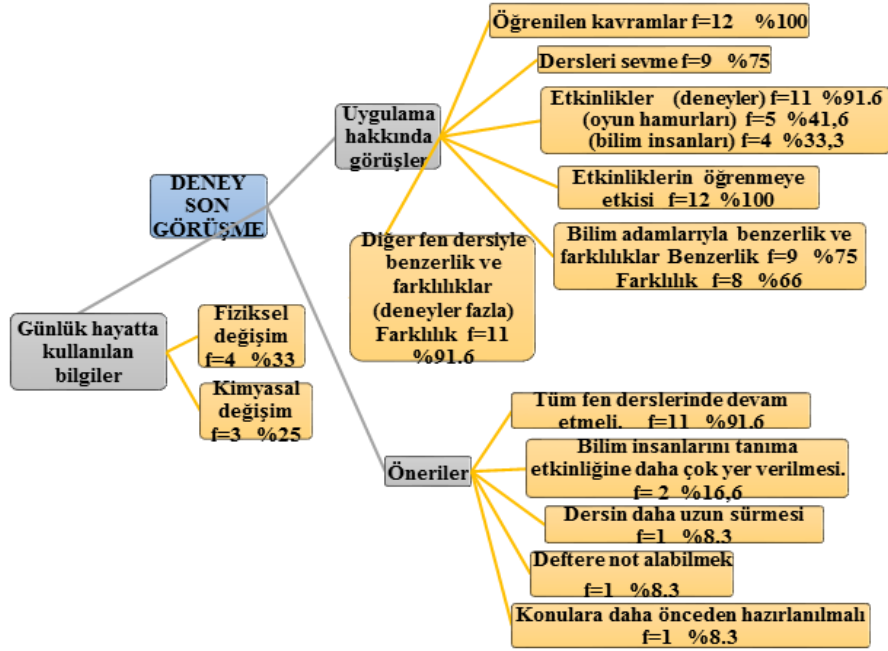 Öğrenilen kavramlar f=12 %100
Dersleri sevme f=9 %75
Etkinlikler (deneyler) f=11 %91.6
(oyun hamurları) f=5 %41,6
(bilim insanları) f=4 %33,3
Uygulama
hakkında
görüşler
Etkinliklerin öğrenmeye
etkisi f=12 %100
DENEY
SON
GÖRÜŞME
Bilim adamlarıyla benzerlik ve
farklılıklar Benzerlik f=9 %75
Farklılık f=8 %66
Diğer fen dersiyle
benzerlik ve
farklılıklar
(deneyler fazla)
Farklılık f=11
%91.6
Günlük hayatta
kullanılan
bilgiler
Fiziksel
değişim
f=4 %33
Kimyasal
değişim
f=3 %25
Öneriler
Tüm fen derslerinde devam
etmeli. f=11 %91.6
Bilim insanlarını tanıma
etkinliğine daha çok yer verilmesi.
f= 2 %16,6
Dersin daha uzun sürmesi
f=1 %8.3
Deftere not alabilmek
f=1 %8.3
Konulara daha önceden hazırlanılmalı
f=1 %8.3